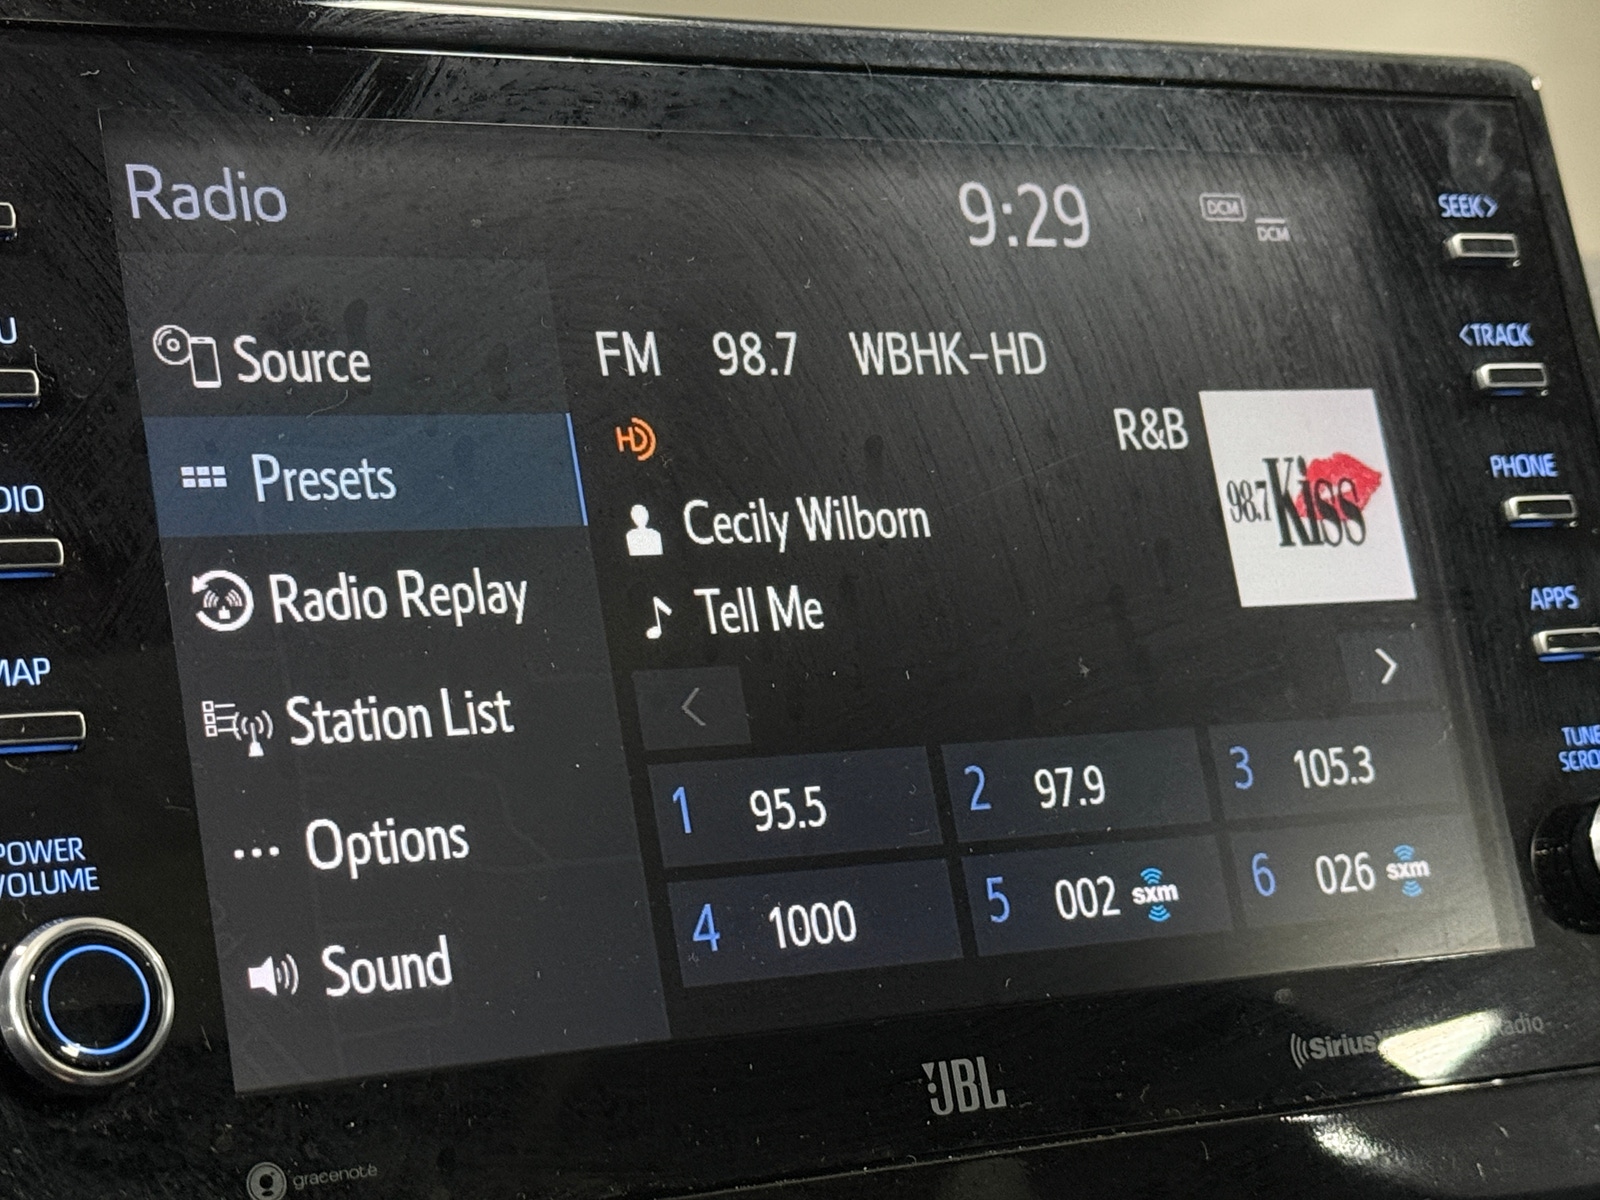 Radio
9:29
DCM
DCM
SEEK>
Source
FM 98.7 WBHK-HD
<TRACK
HD
R&B
98.7 Kiss
Presets
PHONE
Cecily Wilborn
Radio Replay
Tell Me
APPS
MAP
Station List
<
>
1 95.5
2 97.9
3 105.3
Options
POWER
VOLUME
4 1000
5 002 sxm
6 026 sxm
Sound
JBL
gracenote